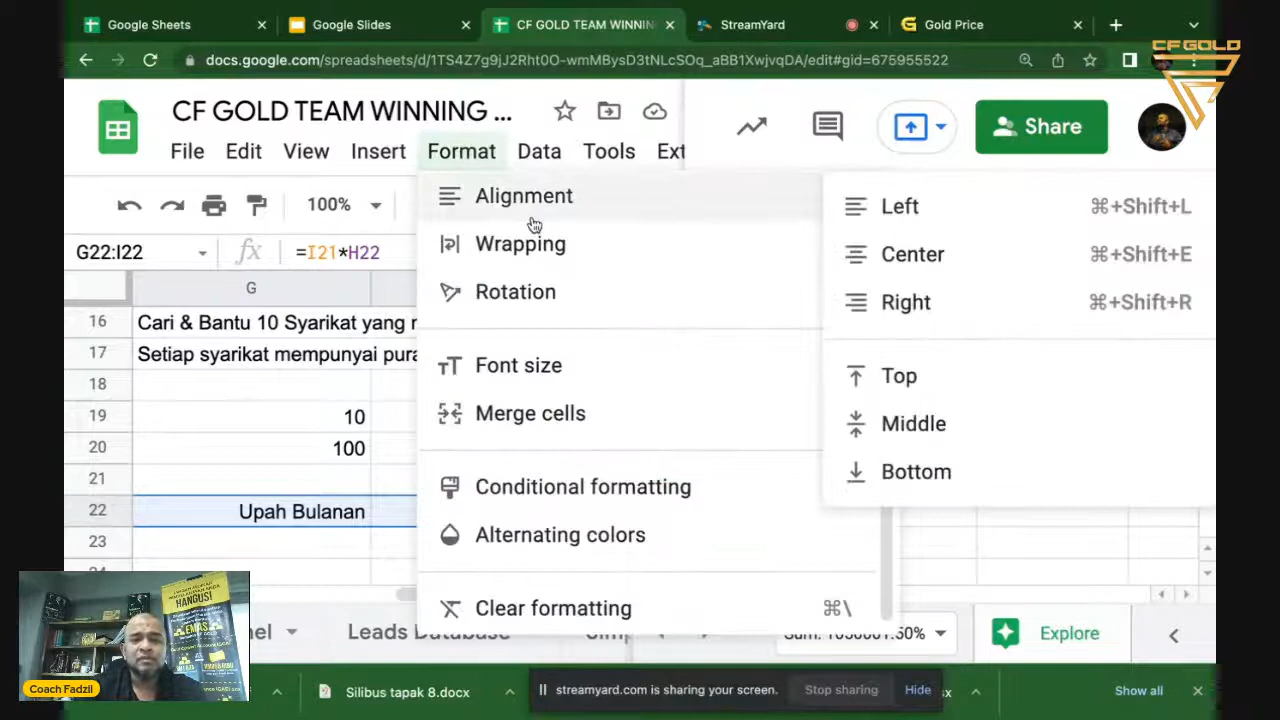 Google Sheets
Google Slides
CF GOLD TEAM WINNIN
StreamYard
Gold Price
docs.google.com/spreadsheets/d/1TS4Z7g9jJ2Rht0O-wmMBysD3tNLcSOq_aBB1XwjvqDA/edit#gid=675955522
CF GOLD
CF GOLD TEAM WINNING ...
Share
File Edit View Insert Format Data Tools Ext
100%
G22:I22
fx
=I21*H22
Alignment
Wrapping
Rotation
Font size
Merge cells
Conditional formatting
Alternating colors
Clear formatting ⌘\
Left ⌘+Shift+L
Center ⌘+Shift+E
Right ⌘+Shift+R
Top
Middle
Bottom
G
16 Cari & Bantu 10 Syarikat yang
17 Setiap syarikat mempunyai pura
18
19 10
20 100
21
22 Upah Bulanan
23
HANGUS!
EMAS
Coach Fadzil
Leads Database
Explore
Silibus tapak 8.docx
streamyard.com is sharing your screen.
Stop sharing
Hide
Show all